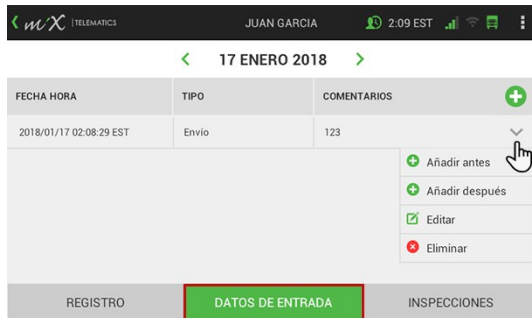 miX | TELEMATICS JUAN GARCIA 2:09 EST
17 ENERO 2018
FECHA HORA TIPO COMENTARIOS
2018/01/17 02:08:29 EST Envío 123
Añadir antes
Añadir después
Editar
Eliminar
REGISTRO DATOS DE ENTRADA INSPECCIONES